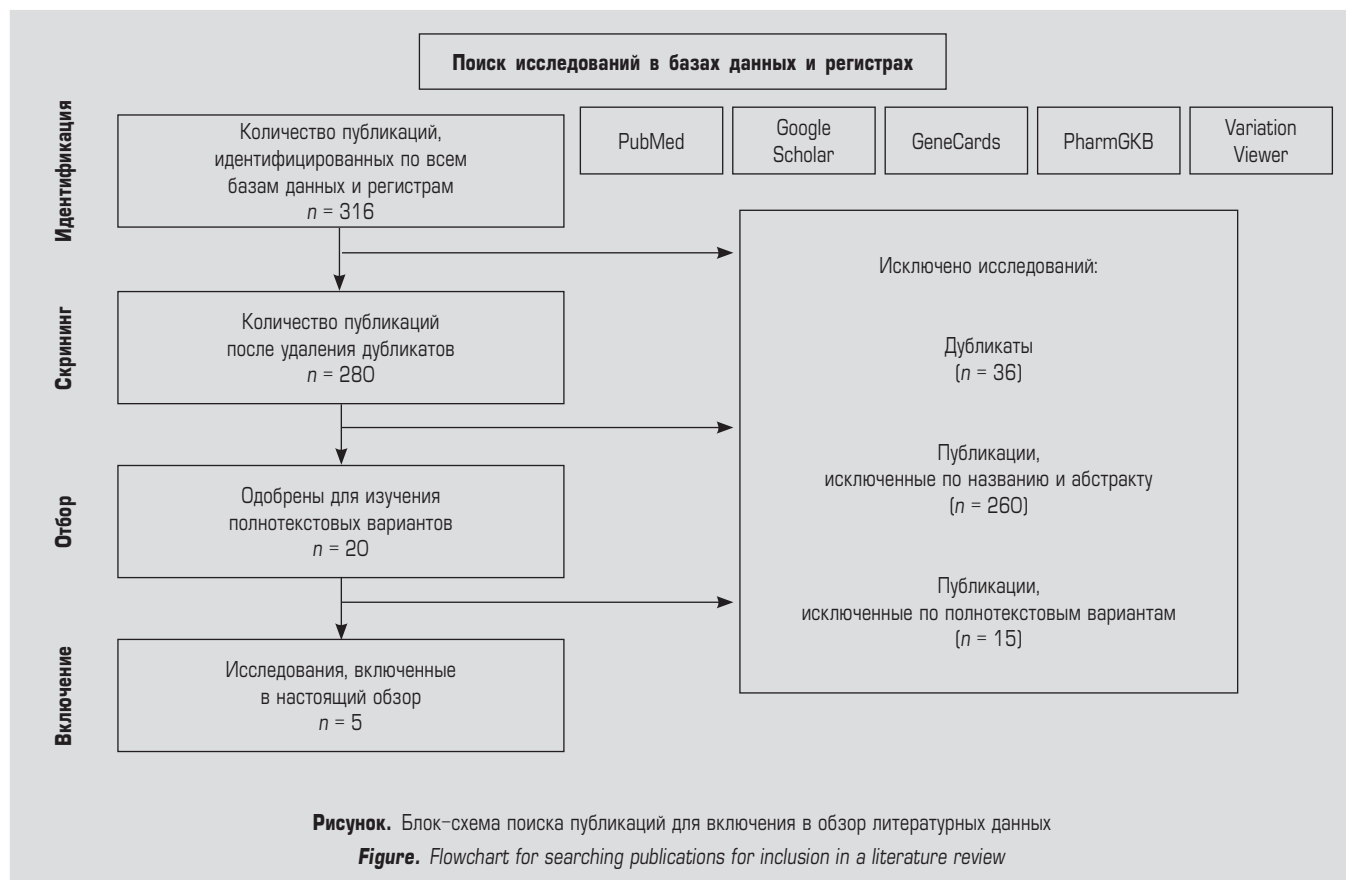 Поиск исследований в базах данных и регистрах
Идентификация
Количество публикаций,
идентифицированных по всем
базам данных и регистрам
n = 316
PubMed
Google
Scholar
GeneCards
PharmGKB
Variation
Viewer
Скрининг
Количество публикаций
после удаления дубликатов
n = 280
Отбор
Одобрены для изучения
полнотекстовых вариантов
n = 20
Включение
Исследования, включенные
в настоящий обзор
n = 5
Исключено исследований:
Дубликаты
(n = 36)
Публикации,
исключенные по названию и абстракту
(n = 260)
Публикации,
исключенные по полнотекстовым вариантам
(n = 15)
Рисунок. Блок-схема поиска публикаций для включения в обзор литературных данных
Figure. Flowchart for searching publications for inclusion in a literature review